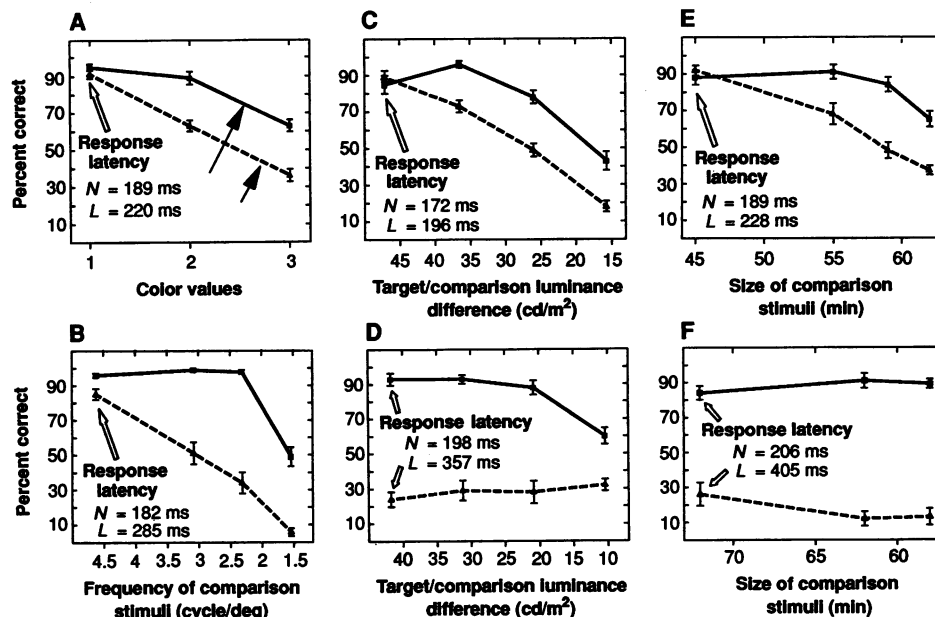 A
Percent correct
90
70
50
30
10
Response
latency
N = 189 ms
L = 220 ms
1 2 3
Color values
C
90
70
50
30
10
Response
latency
N = 172 ms
L = 196 ms
45 40 35 30 25 20 15
Target/comparison luminance
difference (cd/m²)
E
90
70
50
30
10
Response
latency
N = 189 ms
L = 228 ms
45 50 55 60
Size of comparison
stimuli (min)
B
Percent correct
90
70
50
30
10
Response
latency
N = 182 ms
L = 285 ms
4.5 4 3.5 3 2.5 2 1.5
Frequency of comparison
stimuli (cycle/deg)
D
90
70
50
30
10
Response latency
N = 198 ms
L = 357 ms
40 35 30 25 20 15 10
Target/comparison luminance
difference (cd/m²)
F
90
70
50
30
10
Response latency
N = 206 ms
L = 405 ms
70 65 60
Size of comparison
stimuli (min)